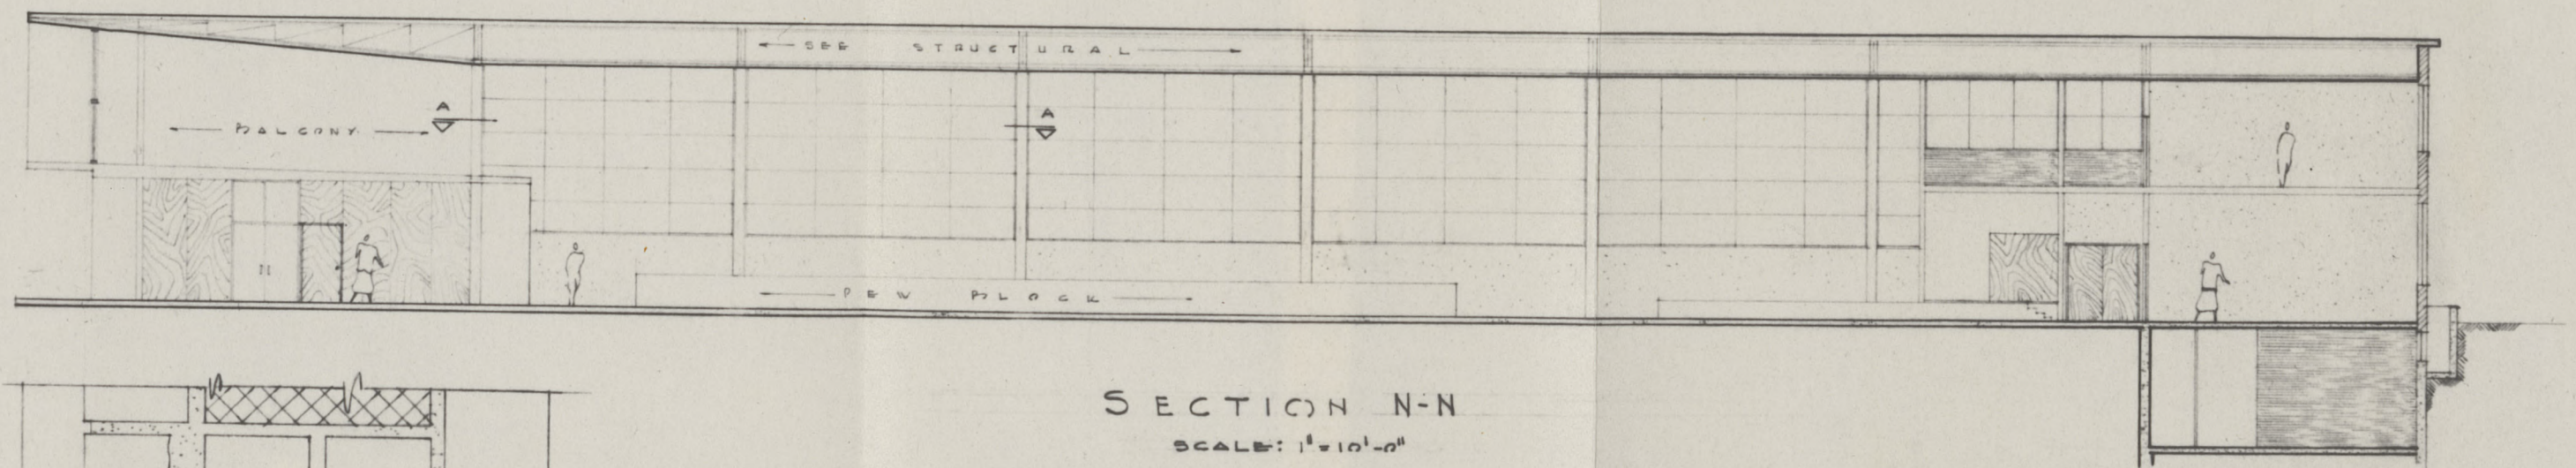 SEE STRUCTURAL
A
A
BALCONY
PEW BLOCK
SECTION N-N
SCALE: 1"=10'-0"